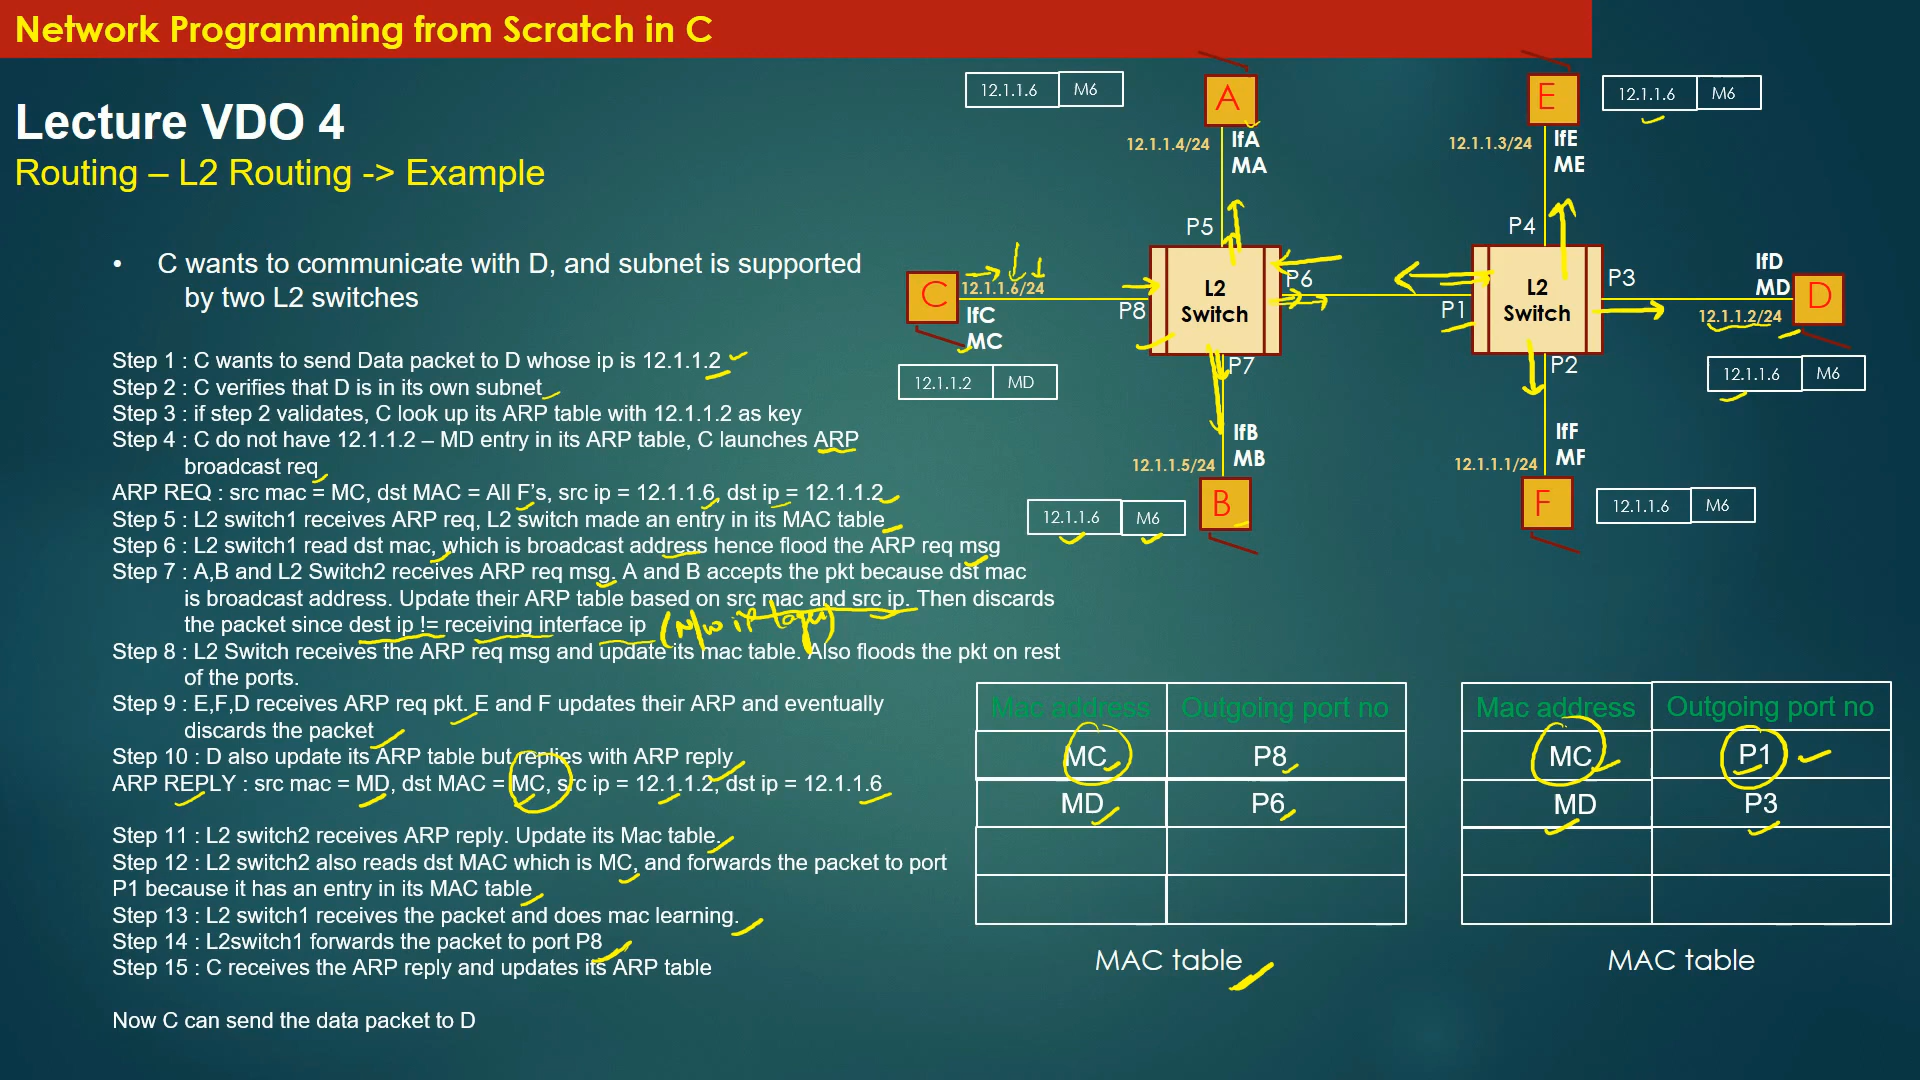 Network Programming from Scratch in C
Lecture VDO 4
Routing – L2 Routing -> Example
• C wants to communicate with D, and subnet is supported
by two L2 switches
Step 1 : C wants to send Data packet to D whose ip is 12.1.1.2
Step 2 : C verifies that D is in its own subnet
Step 3 : if step 2 validates, C look up its ARP table with 12.1.1.2 as key
Step 4 : C do not have 12.1.1.2 – MD entry in its ARP table, C launches ARP
broadcast req
ARP REQ : src mac = MC, dst MAC = All F's, src ip = 12.1.1.6, dst ip = 12.1.1.2
Step 5 : L2 switch1 receives ARP req, L2 switch made an entry in its MAC table
Step 6 : L2 switch1 read dst mac, which is broadcast address hence flood the ARP req msg
Step 7 : A,B and L2 Switch2 receives ARP req msg. A and B accepts the pkt because dst mac
is broadcast address. Update their ARP table based on src mac and src ip. Then discards
the packet since dest ip != receiving interface ip (N/w ip layer)
Step 8 : L2 Switch receives the ARP req msg and update its mac table. Also floods the pkt on rest
of the ports.
Step 9 : E,F,D receives ARP req pkt. E and F updates their ARP and eventually
discards the packet
Step 10 : D also update its ARP table but replies with ARP reply
ARP REPLY : src mac = MD, dst MAC = MC, src ip = 12.1.1.2, dst ip = 12.1.1.6
Step 11 : L2 switch2 receives ARP reply. Update its Mac table.
Step 12 : L2 switch2 also reads dst MAC which is MC, and forwards the packet to port
P1 because it has an entry in its MAC table
Step 13 : L2 switch1 receives the packet and does mac learning.
Step 14 : L2switch1 forwards the packet to port P8
Step 15 : C receives the ARP reply and updates its ARP table
Now C can send the data packet to D
12.1.1.6 M6
A
12.1.1.4/24 IfA
MA
P5
E
12.1.1.6 M6
12.1.1.3/24 IfE
ME
P4
C
12.1.1.6/24
IfC
MC
12.1.1.2 MD
P8
L2
Switch
P6
P7
P1
L2
Switch
P3
P2
IfD
MD
12.1.1.2/24
D
12.1.1.6 M6
IfB
12.1.1.5/24 MB
12.1.1.6 M6
B
IfF
12.1.1.1/24 MF
F
12.1.1.6 M6
Mac address Outgoing port no
MC P8
MD P6
MAC table
Mac address Outgoing port no
MC P1
MD P3
MAC table